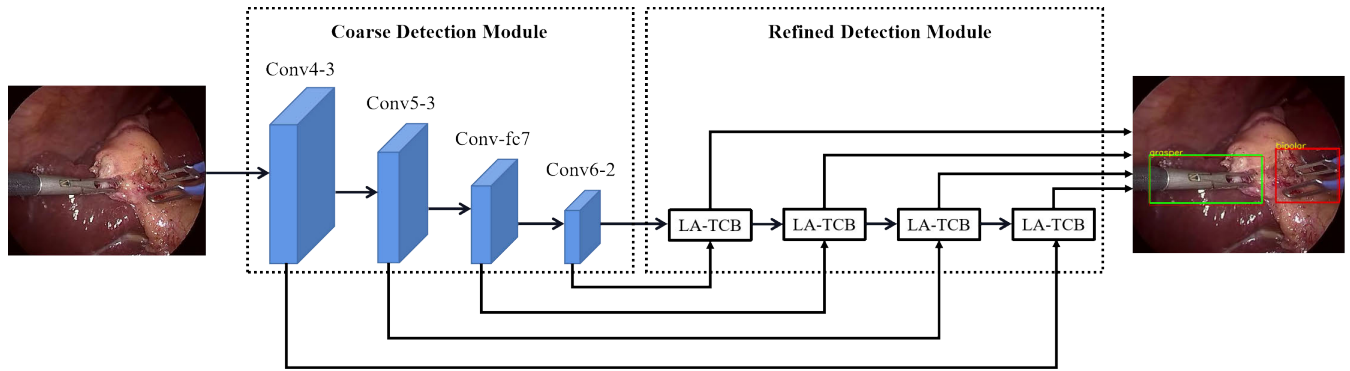 Coarse Detection Module
Refined Detection Module
Conv4-3
Conv5-3
Conv-fc7
Conv6-2
LA-TCB
LA-TCB
LA-TCB
LA-TCB
grasper
bipolar